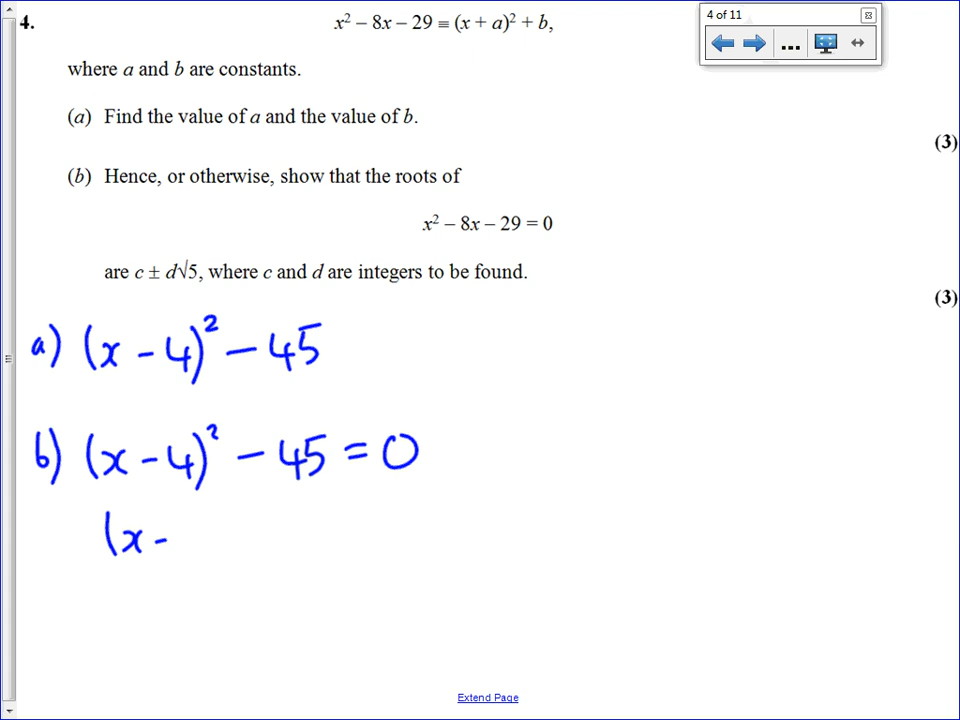 4. x² – 8x – 29 ≡ (x + a)² + b,
4 of 11
where a and b are constants.
(a) Find the value of a and the value of b.
(3)
(b) Hence, or otherwise, show that the roots of
x² – 8x – 29 = 0
are c ± d√5, where c and d are integers to be found.
(3)
a) (x - 4)² - 45
b) (x - 4)² - 45 = 0
(x -
Extend Page